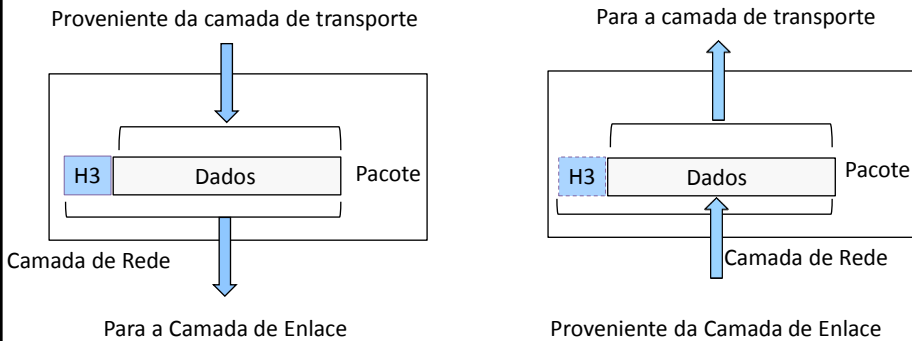 Proveniente da camada de transporte
H3
Dados
Pacote
Camada de Rede
Para a Camada de Enlace
Para a camada de transporte
H3
Dados
Pacote
Camada de Rede
Proveniente da Camada de Enlace